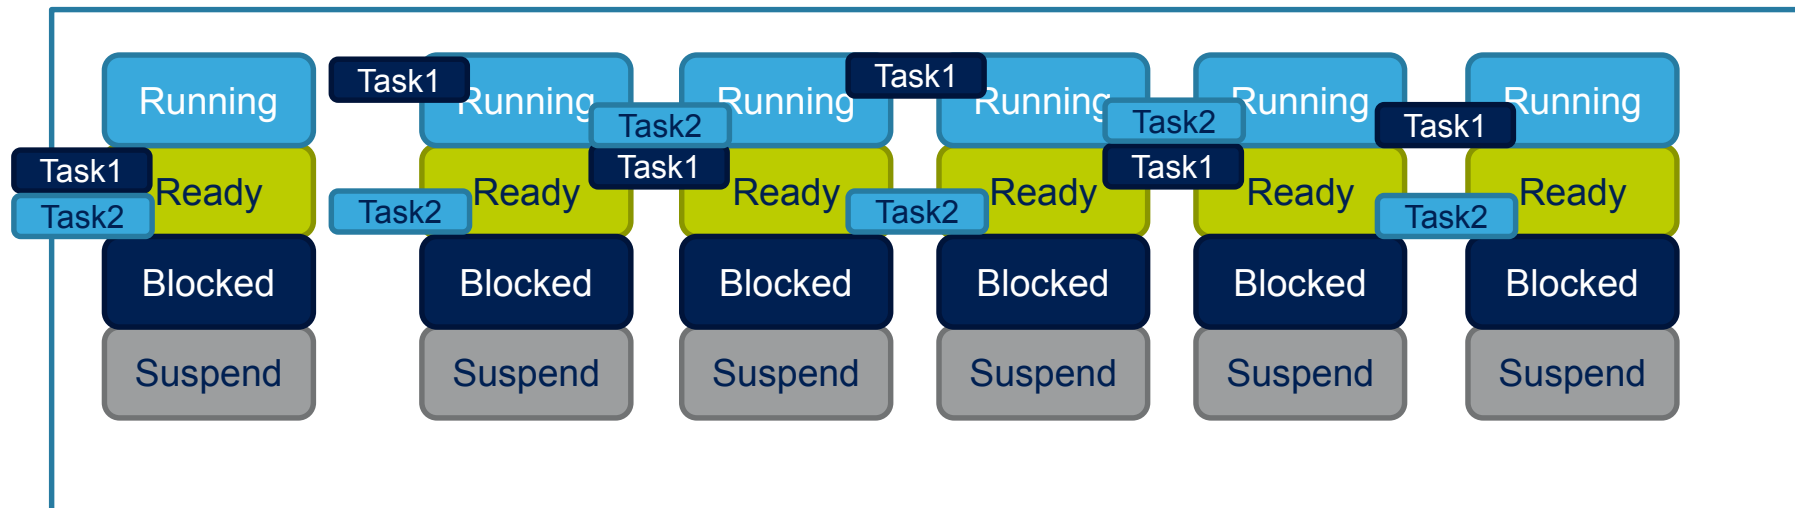 Running
Task1
Task2
Ready
Blocked
Suspend
Task1
Running
Task2
Ready
Blocked
Suspend
Running
Task2
Task1
Ready
Blocked
Suspend
Task1
Running
Task2
Ready
Blocked
Suspend
Running
Task2
Task1
Ready
Blocked
Suspend
Running
Task1
Task2
Ready
Blocked
Suspend